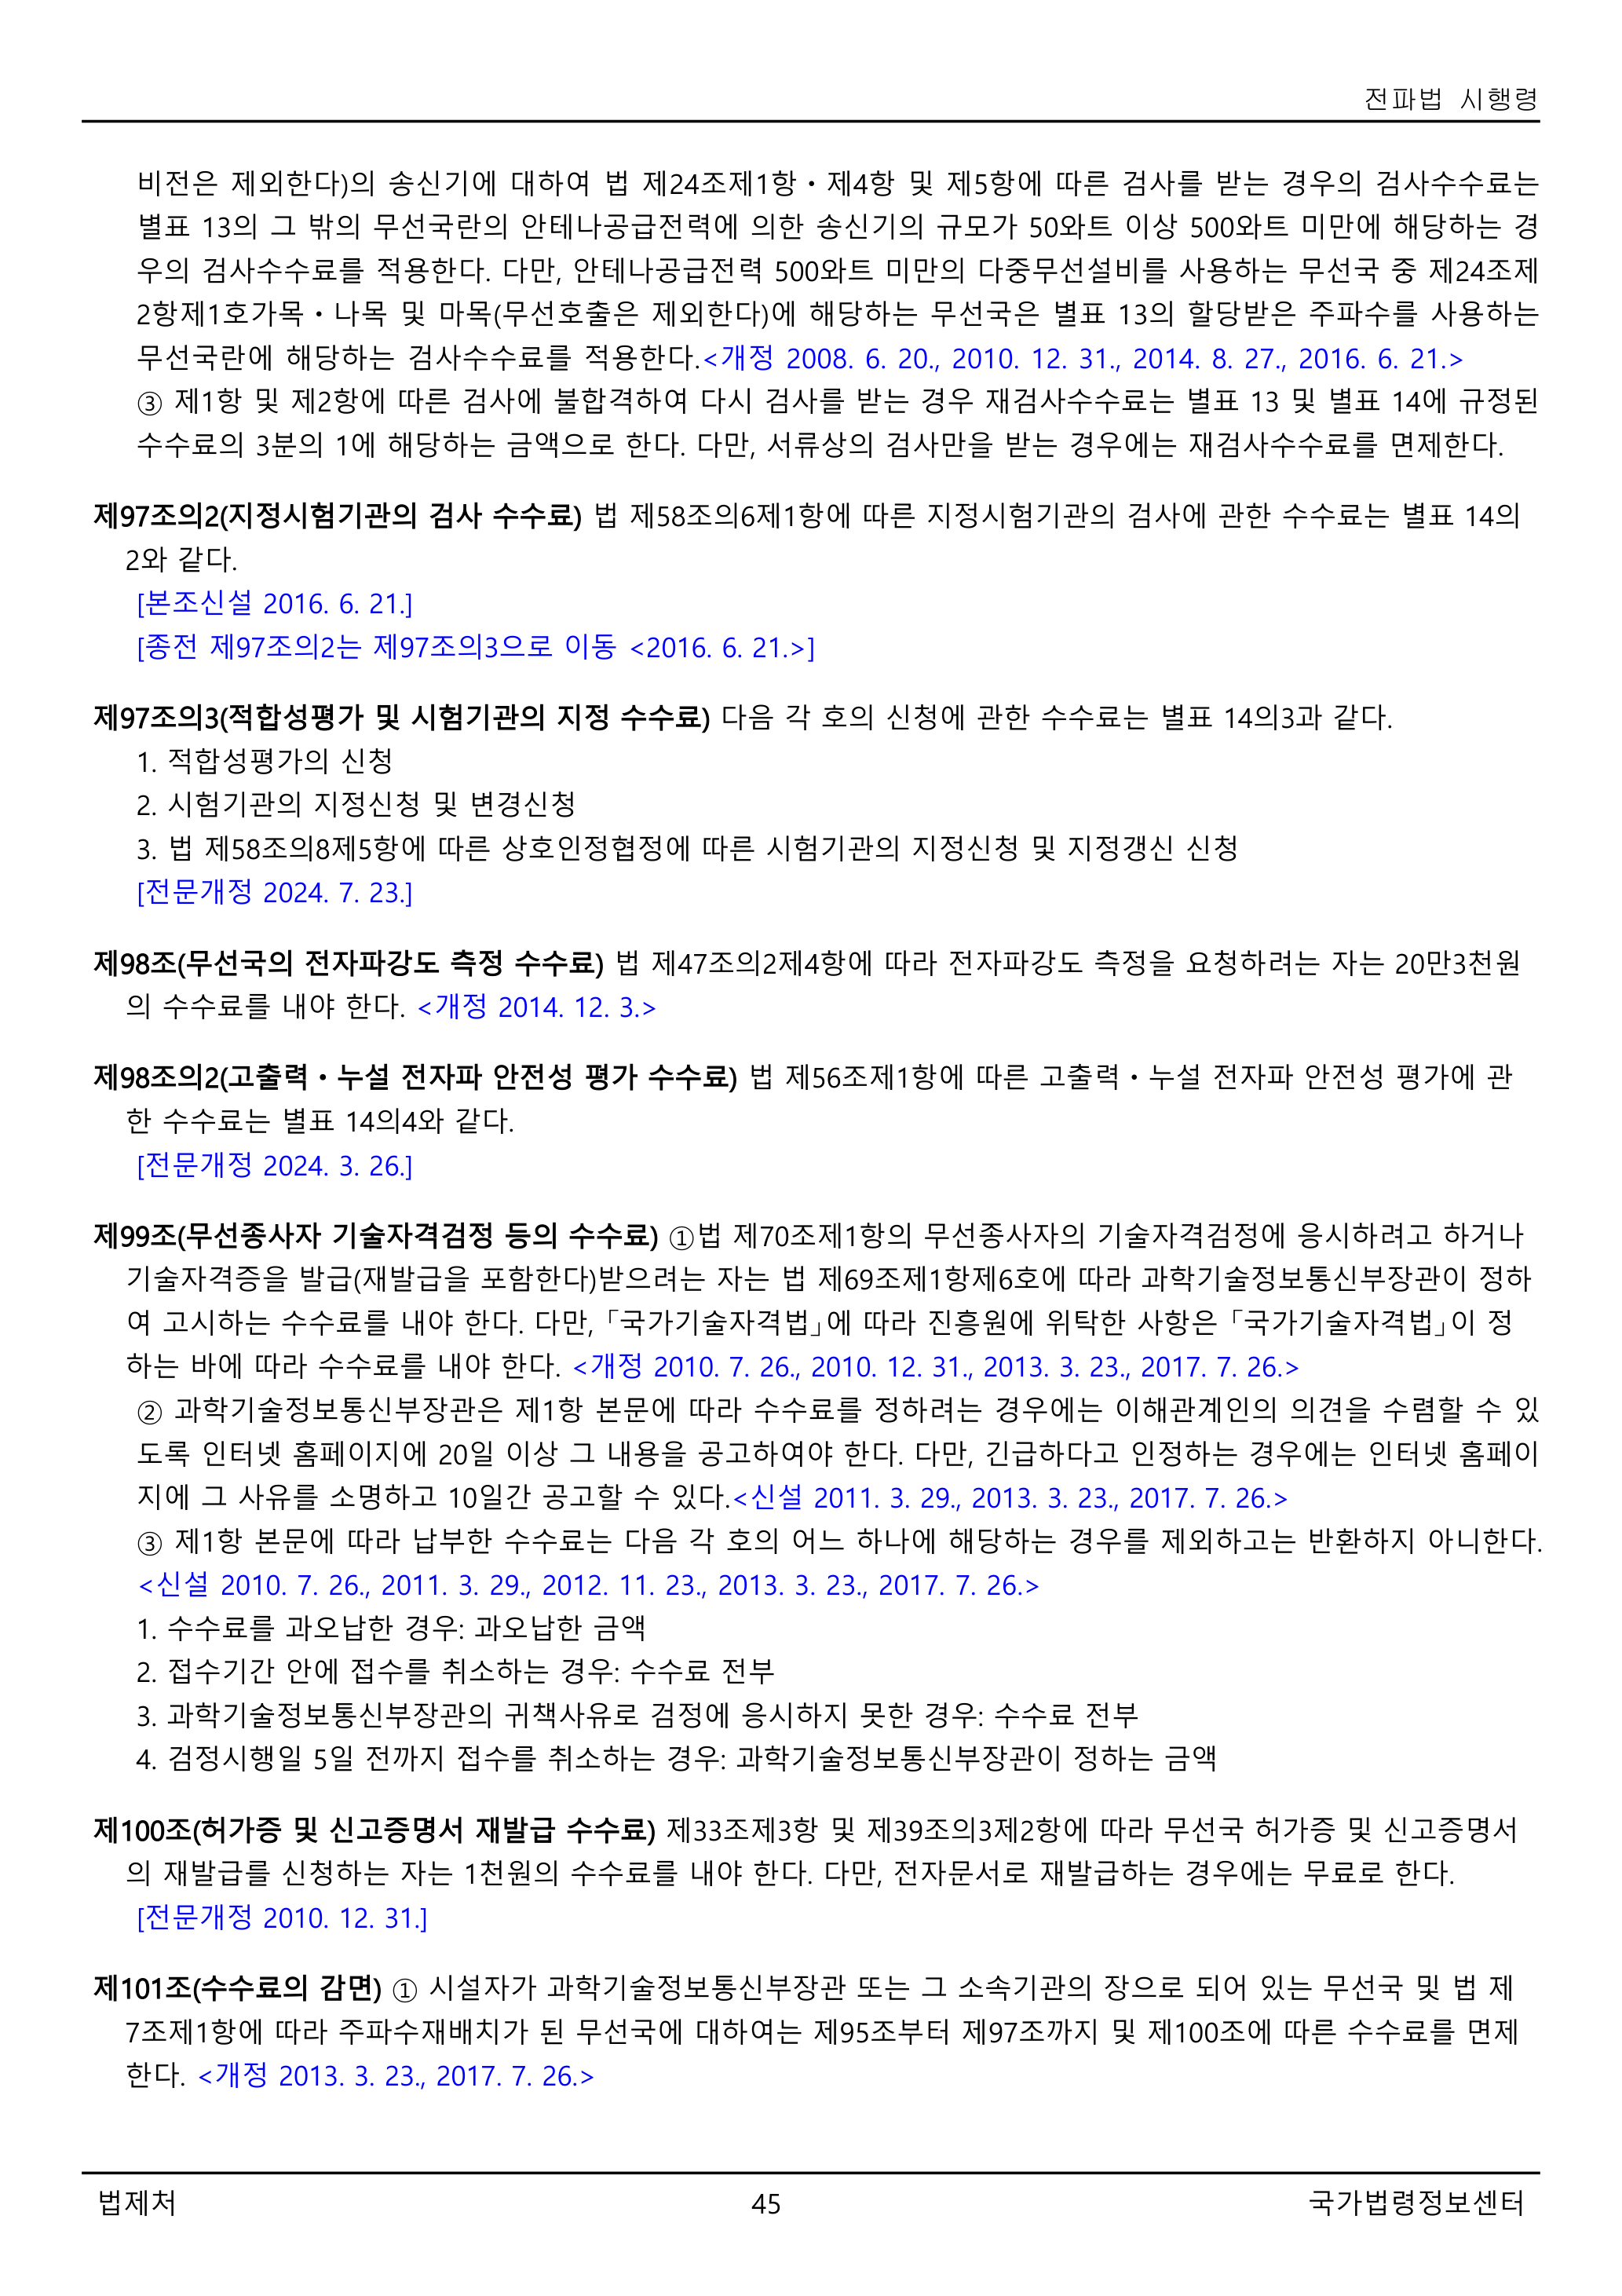 전파법 시행령
비전은 제외한다)의 송신기에 대하여 법 제24조제1항ㆍ제4항 및 제5항에 따른 검사를 받는 경우의 검사수수료는
별표 13의 그 밖의 무선국란의 안테나공급전력에 의한 송신기의 규모가 50와트 이상 500와트 미만에 해당하는 경
우의 검사수수료를 적용한다. 다만, 안테나공급전력 500와트 미만의 다중무선설비를 사용하는 무선국 중 제24조제
2항제1호가목ㆍ나목 및 마목(무선호출은 제외한다)에 해당하는 무선국은 별표 13의 할당받은 주파수를 사용하는
무선국란에 해당하는 검사수수료를 적용한다.<개정 2008. 6. 20., 2010. 12. 31., 2014. 8. 27., 2016. 6. 21.>
③ 제1항 및 제2항에 따른 검사에 불합격하여 다시 검사를 받는 경우 재검사수수료는 별표 13 및 별표 14에 규정된
수수료의 3분의 1에 해당하는 금액으로 한다. 다만, 서류상의 검사만을 받는 경우에는 재검사수수료를 면제한다.
제97조의2(지정시험기관의 검사 수수료) 법 제58조의6제1항에 따른 지정시험기관의 검사에 관한 수수료는 별표 14의
2와 같다.
[본조신설 2016. 6. 21.]
[종전 제97조의2는 제97조의3으로 이동 <2016. 6. 21.>]
제97조의3(적합성평가 및 시험기관의 지정 수수료) 다음 각 호의 신청에 관한 수수료는 별표 14의3과 같다.
1. 적합성평가의 신청
2. 시험기관의 지정신청 및 변경신청
3. 법 제58조의8제5항에 따른 상호인정협정에 따른 시험기관의 지정신청 및 지정갱신 신청
[전문개정 2024. 7. 23.]
제98조(무선국의 전자파강도 측정 수수료) 법 제47조의2제4항에 따라 전자파강도 측정을 요청하려는 자는 20만3천원
의 수수료를 내야 한다. <개정 2014. 12. 3.>
제98조의2(고출력ㆍ누설 전자파 안전성 평가 수수료) 법 제56조제1항에 따른 고출력ㆍ누설 전자파 안전성 평가에 관
한 수수료는 별표 14의4와 같다.
[전문개정 2024. 3. 26.]
제99조(무선종사자 기술자격검정 등의 수수료) ①법 제70조제1항의 무선종사자의 기술자격검정에 응시하려고 하거나
기술자격증을 발급(재발급을 포함한다)받으려는 자는 법 제69조제1항제6호에 따라 과학기술정보통신부장관이 정하
여 고시하는 수수료를 내야 한다. 다만, 「국가기술자격법」에 따라 진흥원에 위탁한 사항은 「국가기술자격법」이 정
하는 바에 따라 수수료를 내야 한다. <개정 2010. 7. 26., 2010. 12. 31., 2013. 3. 23., 2017. 7. 26.>
② 과학기술정보통신부장관은 제1항 본문에 따라 수수료를 정하려는 경우에는 이해관계인의 의견을 수렴할 수 있
도록 인터넷 홈페이지에 20일 이상 그 내용을 공고하여야 한다. 다만, 긴급하다고 인정하는 경우에는 인터넷 홈페이
지에 그 사유를 소명하고 10일간 공고할 수 있다.<신설 2011. 3. 29., 2013. 3. 23., 2017. 7. 26.>
③ 제1항 본문에 따라 납부한 수수료는 다음 각 호의 어느 하나에 해당하는 경우를 제외하고는 반환하지 아니한다.
<신설 2010. 7. 26., 2011. 3. 29., 2012. 11. 23., 2013. 3. 23., 2017. 7. 26.>
1. 수수료를 과오납한 경우: 과오납한 금액
2. 접수기간 안에 접수를 취소하는 경우: 수수료 전부
3. 과학기술정보통신부장관의 귀책사유로 검정에 응시하지 못한 경우: 수수료 전부
4. 검정시행일 5일 전까지 접수를 취소하는 경우: 과학기술정보통신부장관이 정하는 금액
제100조(허가증 및 신고증명서 재발급 수수료) 제33조제3항 및 제39조의3제2항에 따라 무선국 허가증 및 신고증명서
의 재발급를 신청하는 자는 1천원의 수수료를 내야 한다. 다만, 전자문서로 재발급하는 경우에는 무료로 한다.
[전문개정 2010. 12. 31.]
제101조(수수료의 감면) ① 시설자가 과학기술정보통신부장관 또는 그 소속기관의 장으로 되어 있는 무선국 및 법 제
7조제1항에 따라 주파수재배치가 된 무선국에 대하여는 제95조부터 제97조까지 및 제100조에 따른 수수료를 면제
한다. <개정 2013. 3. 23., 2017. 7. 26.>
법제처
45
국가법령정보센터